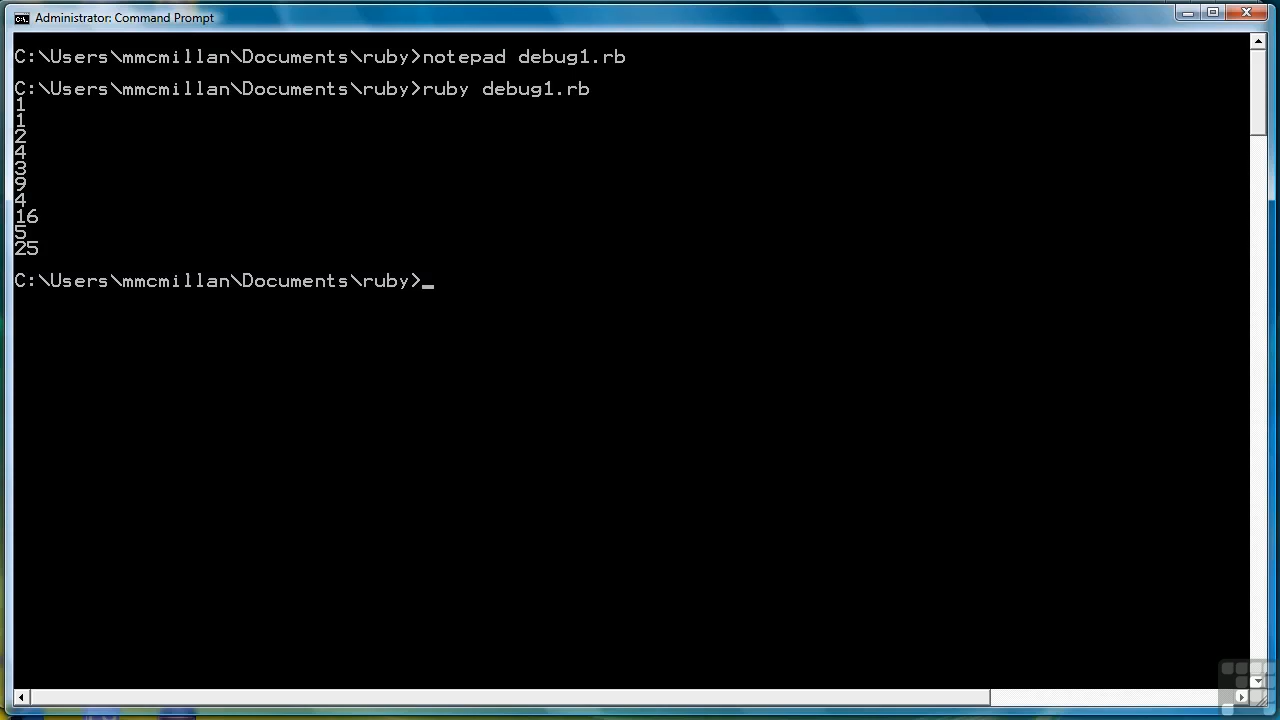 Administrator: Command Prompt
C:\Users\mmcmillan\Documents\ruby>notepad debug1.rb
C:\Users\mmcmillan\Documents\ruby>ruby debug1.rb
1
1
2
4
3
9
4
16
5
25
C:\Users\mmcmillan\Documents\ruby>_